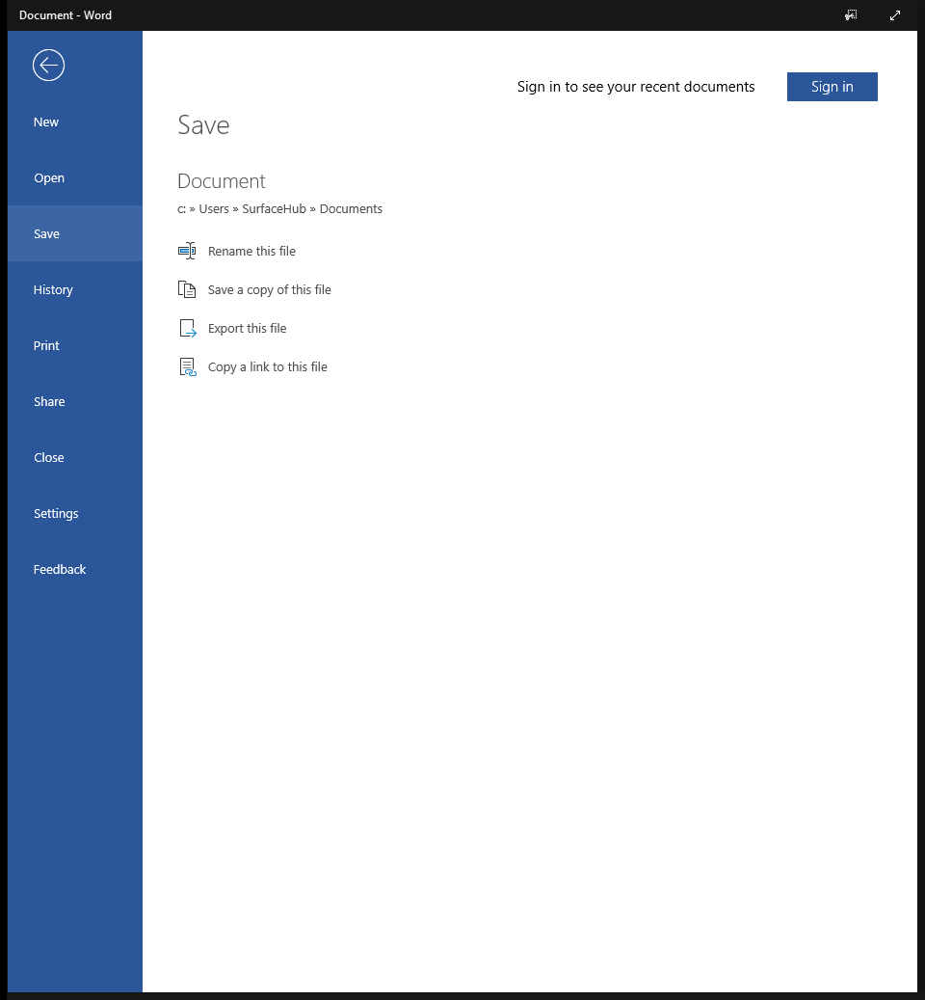 Document - Word
New
Open
Save
History
Print
Share
Close
Settings
Feedback
Sign in to see your recent documents
Sign in
Save
Document
c: » Users » SurfaceHub » Documents
Rename this file
Save a copy of this file
Export this file
Copy a link to this file